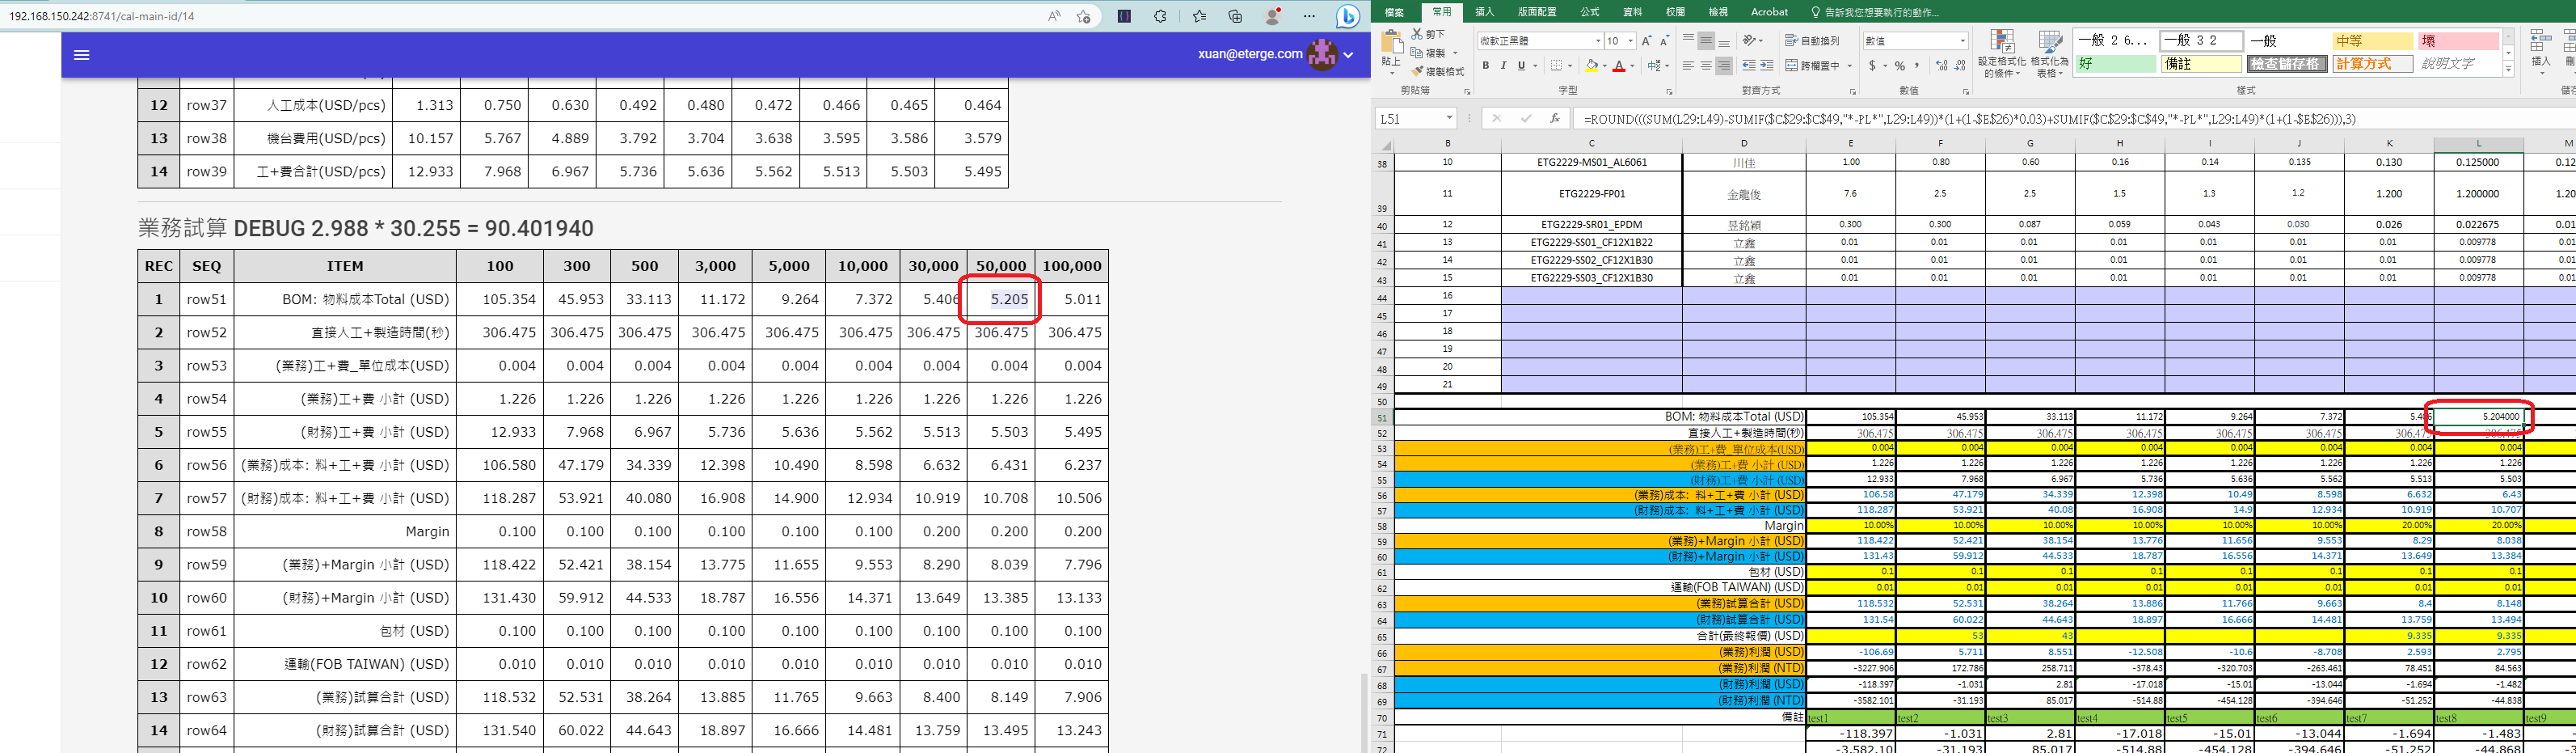 192.168.150.242:8741/cal-main-id/14
xuan@eterge.com
12 row37 人工成本(USD/pcs) 1.313 0.750 0.630 0.492 0.480 0.472 0.466 0.465 0.464
13 row38 機台費用(USD/pcs) 10.157 5.767 4.889 3.792 3.704 3.638 3.595 3.586 3.579
14 row39 工+費合計(USD/pcs) 12.933 7.968 6.967 5.736 5.636 5.562 5.513 5.503 5.495
業務試算 DEBUG 2.988 * 30.255 = 90.401940
REC SEQ ITEM 100 300 500 3,000 5,000 10,000 30,000 50,000 100,000
1 row51 BOM: 物料成本Total (USD) 105.354 45.953 33.113 11.172 9.264 7.372 5.406 5.205 5.011
2 row52 直接人工+製造時間(秒) 306.475 306.475 306.475 306.475 306.475 306.475 306.475 306.475 306.475
3 row53 (業務)工+費_單位成本(USD) 0.004 0.004 0.004 0.004 0.004 0.004 0.004 0.004 0.004
4 row54 (業務)工+費 小計 (USD) 1.226 1.226 1.226 1.226 1.226 1.226 1.226 1.226 1.226
5 row55 (財務)工+費 小計 (USD) 12.933 7.968 6.967 5.736 5.636 5.562 5.513 5.503 5.495
6 row56 (業務)成本: 料+工+費 小計 (USD) 106.580 47.179 34.339 12.398 10.490 8.598 6.632 6.431 6.237
7 row57 (財務)成本: 料+工+費 小計 (USD) 118.287 53.921 40.080 16.908 14.900 12.934 10.919 10.708 10.506
8 row58 Margin 0.100 0.100 0.100 0.100 0.100 0.100 0.200 0.200 0.200
9 row59 (業務)+Margin 小計 (USD) 118.422 52.421 38.154 13.775 11.655 9.553 8.290 8.039 7.796
10 row60 (財務)+Margin 小計 (USD) 131.430 59.912 44.533 18.787 16.556 14.371 13.649 13.385 13.133
11 row61 包材 (USD) 0.100 0.100 0.100 0.100 0.100 0.100 0.100 0.100 0.100
12 row62 運輸(FOB TAIWAN) (USD) 0.010 0.010 0.010 0.010 0.010 0.010 0.010 0.010 0.010
13 row63 (業務)試算合計 (USD) 118.532 52.531 38.264 13.885 11.765 9.663 8.400 8.149 7.906
14 row64 (財務)試算合計 (USD) 131.540 60.022 44.643 18.897 16.666 14.481 13.759 13.495 13.243
檔案 常用 插入 版面配置 公式 資料 校閱 檢視 Acrobat 告訴我您想要執行的動作...
貼上 剪下 複製 複製格式 剪貼簿
微軟正黑體 10 B I U 字型
自動換列 跨欄置中 對齊方式
數值 $ % , 數值
設定格式化的條件 格式化為表格
一般 2 6... 一般 3 2 一般 中等 壞
好 備註 檢查儲存格 計算方式 說明文字
樣式
插入
L51 fx =ROUND(((SUM(L29:L49)-SUMIF($C$29:$C$49,"*-PL*",L29:L49))*(1+(1-$E$26)*0.03)+SUMIF($C$29:$C$49,"*-PL*",L29:L49)*(1+(1-$E$26))),3)
B C D E F G H I J K L M
38 10 ETG2229-MS01_AL6061 川佳 1.00 0.80 0.60 0.16 0.14 0.135 0.130 0.125000 0.12
39 11 ETG2229-FP01 金龍俊 7.6 2.5 2.5 1.5 1.3 1.2 1.200 1.200000 1.20
40 12 ETG2229-SR01_EPDM 昱銘穎 0.300 0.300 0.087 0.059 0.043 0.030 0.026 0.022675 0.01
41 13 ETG2229-SS01_CF12X1B22 立鑫 0.01 0.01 0.01 0.01 0.01 0.01 0.01 0.009778 0.0
42 14 ETG2229-SS02_CF12X1B30 立鑫 0.01 0.01 0.01 0.01 0.01 0.01 0.01 0.009778 0.0
43 15 ETG2229-SS03_CF12X1B30 立鑫 0.01 0.01 0.01 0.01 0.01 0.01 0.01 0.009778 0.0
44 16
45 17
46 18
47 19
48 20
49 21
50
51 BOM: 物料成本Total (USD) 105.354 45.953 33.113 11.172 9.264 7.372 5.406 5.204000
52 直接人工+製造時間(秒) 306.475 306.475 306.475 306.475 306.475 306.475 306.475 306.475
53 (業務)工+費_單位成本(USD) 0.004 0.004 0.004 0.004 0.004 0.004 0.004 0.004
54 (業務)工+費 小計 (USD) 1.226 1.226 1.226 1.226 1.226 1.226 1.226 1.226
55 (財務)工+費 小計 (USD) 12.933 7.968 6.967 5.736 5.636 5.562 5.513 5.503
56 (業務)成本: 料+工+費 小計 (USD) 106.58 47.179 34.339 12.398 10.49 8.598 6.632 6.43
57 (財務)成本: 料+工+費 小計 (USD) 118.287 53.921 40.08 16.908 14.9 12.934 10.919 10.707
58 Margin 10.00% 10.00% 10.00% 10.00% 10.00% 10.00% 20.00% 20.00%
59 (業務)+Margin 小計 (USD) 118.422 52.421 38.154 13.776 11.656 9.553 8.29 8.038
60 (財務)+Margin 小計 (USD) 131.43 59.912 44.533 18.787 16.556 14.371 13.649 13.384
61 包材 (USD) 0.1 0.1 0.1 0.1 0.1 0.1 0.1 0.1
62 運輸(FOB TAIWAN) (USD) 0.01 0.01 0.01 0.01 0.01 0.01 0.01 0.01
63 (業務)試算合計 (USD) 118.532 52.531 38.264 13.886 11.766 9.663 8.4 8.148
64 (財務)試算合計 (USD) 131.54 60.022 44.643 18.897 16.666 14.481 13.759 13.494
65 合計(最終報價) (USD) 53 43 9.335 9.335
66 (業務)利潤 (USD) -106.69 5.711 8.551 -12.508 -10.6 -8.708 2.593 2.795
67 (業務)利潤 (NTD) -3227.906 172.786 258.711 -378.43 -320.703 -263.461 78.451 84.563
68 (財務)利潤 (USD) -118.397 -1.031 2.81 -17.018 -15.01 -13.044 -1.694 -1.482
69 (財務)利潤 (NTD) -3582.101 -31.193 85.017 -514.88 -454.128 -394.646 -51.252 -44.838
70 備註 test1 test2 test3 test4 test5 test6 test7 test8 test9
71 -118.397 -1.031 2.81 -17.018 -15.01 -13.044 -1.694 -1.483
72 -3,582.10 -31.193 85.017 -514.88 -454.128 -394.646 -51.252 -44.868